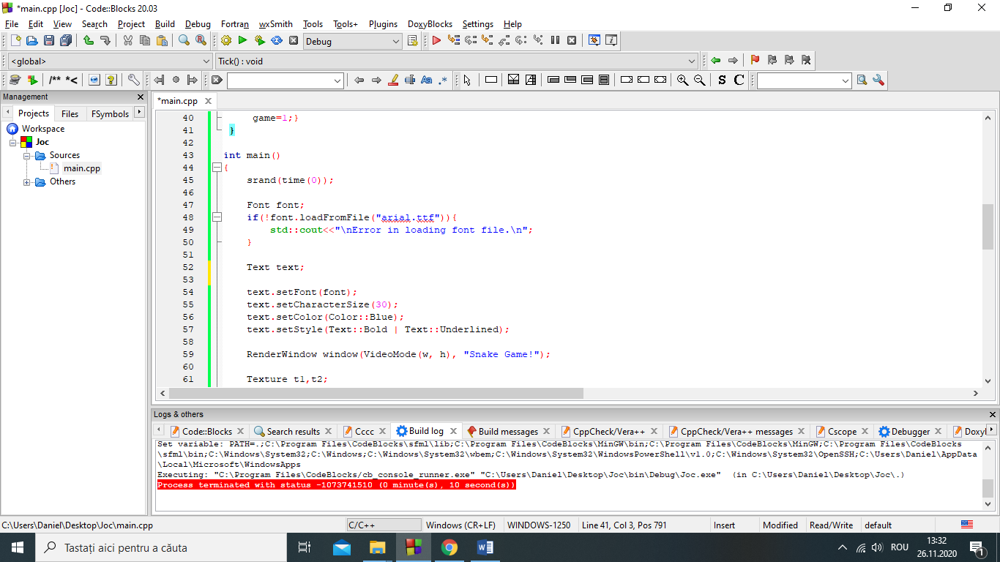 *main.cpp [Joc] - Code::Blocks 20.03
File Edit View Search Project Build Debug Fortran wxSmith Tools Tools+ Plugins DoxyBlocks Settings Help
Debug
<global> Tick() : void
/** *< Aa .* S C
Management
Projects Files FSymbols
Workspace
Joc
Sources
main.cpp
Others
*main.cpp
40 game=1;}
41 }
42
43 int main()
44 {
45 srand(time(0));
46
47 Font font;
48 if(!font.loadFromFile("arial.ttf")){
49 std::cout<<"\nError in loading font file.\n";
50 }
51
52 Text text;
53
54 text.setFont(font);
55 text.setCharacterSize(30);
56 text.setColor(Color::Blue);
57 text.setStyle(Text::Bold | Text::Underlined);
58
59 RenderWindow window(VideoMode(w, h), "Snake Game!");
60
61 Texture t1,t2;
Logs & others
Code::Blocks Search results Cccc Build log Build messages CppCheck/Vera++ CppCheck/Vera++ messages Cscope Debugger Doxyl
Set variable: PATH=.;C:\Program Files\CodeBlocks\sfml\lib;C:\Program Files\CodeBlocks\MinGW\bin;C:\Program Files\CodeBlocks\MinGW;C:\Program Files\CodeBlocks
\sfml\bin;C:\Windows\System32;C:\Windows;C:\Windows\System32\wbem;C:\Windows\System32\WindowsPowerShell\v1.0;C:\Windows\System32\OpenSSH;C:\Users\Daniel\AppData
\Local\Microsoft\WindowsApps
Executing: "C:\Program Files\CodeBlocks/cb_console_runner.exe" "C:\Users\Daniel\Desktop\Joc\bin\Debug\Joc.exe"  (in C:\Users\Daniel\Desktop\Joc\.)
Process terminated with status -1073741510 (0 minute(s), 10 second(s))
C:\Users\Daniel\Desktop\Joc\main.cpp C/C++ Windows (CR+LF) WINDOWS-1250 Line 41, Col 3, Pos 791 Insert Modified Read/Write default
Tastați aici pentru a căuta
ROU
13:32
26.11.2020
1